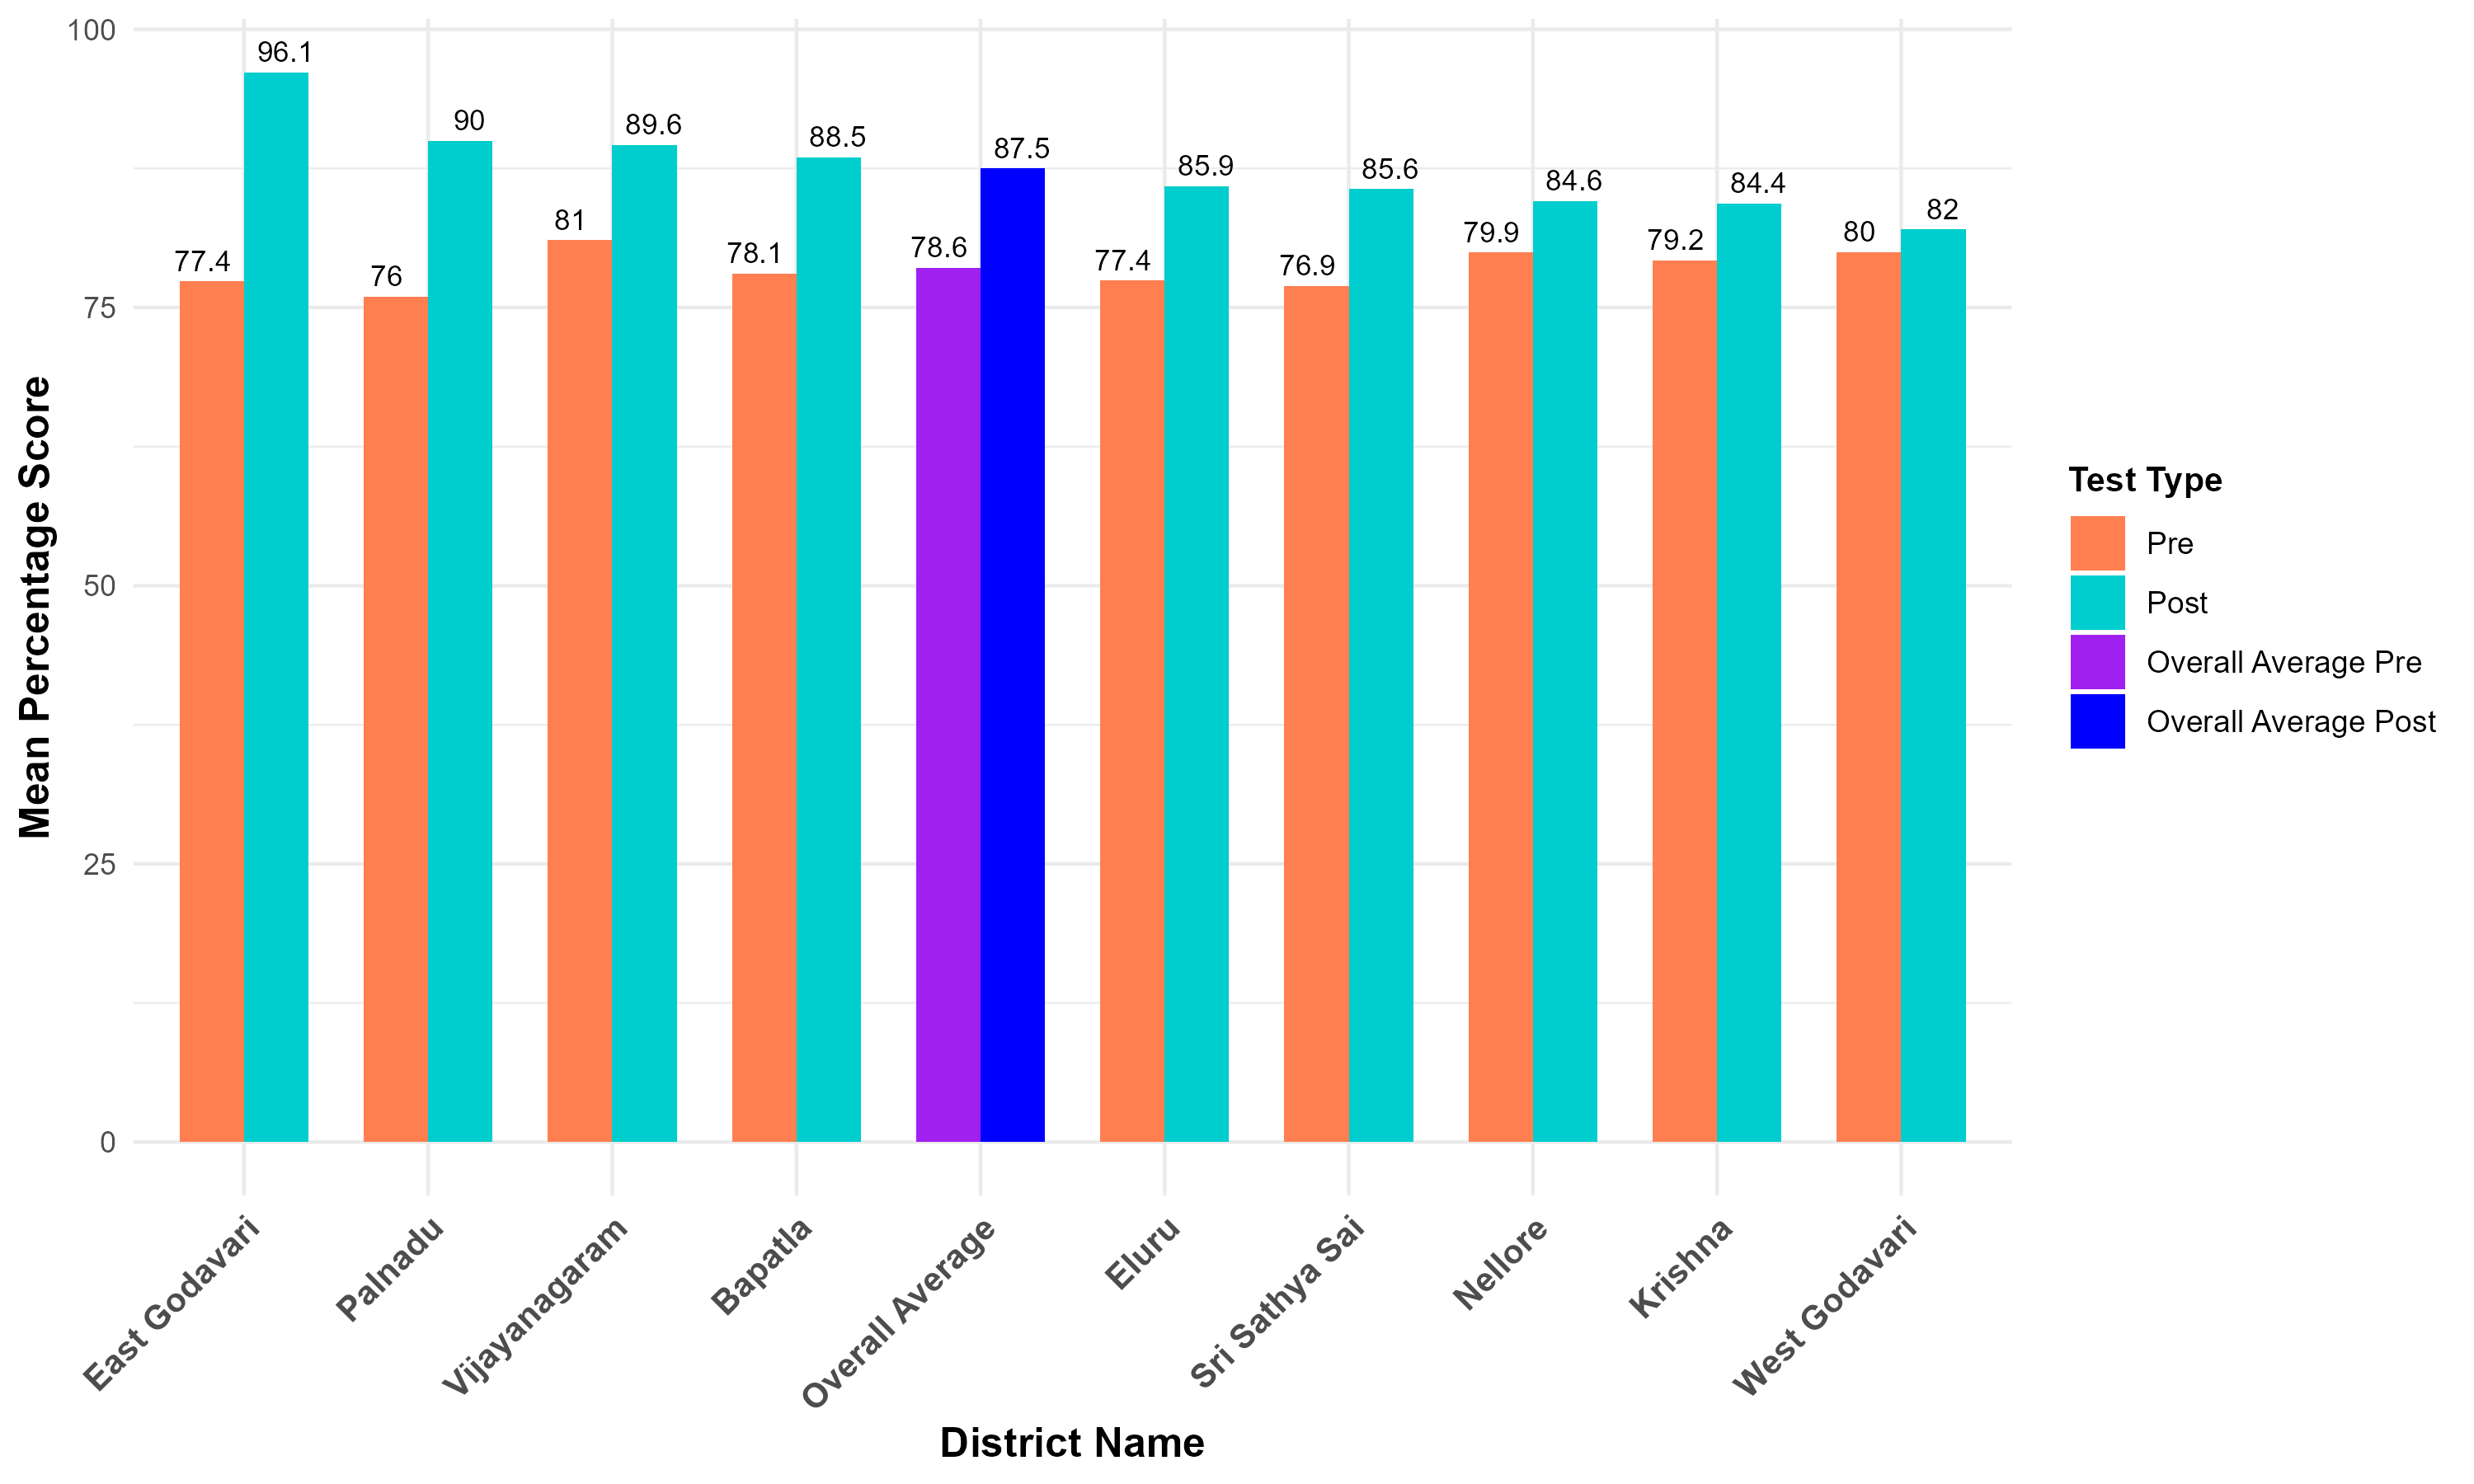 Mean Percentage Score
100
75
50
25
0
77.4
96.1
76
90
81
89.6
78.1
88.5
78.6
87.5
77.4
85.9
76.9
85.6
79.9
84.6
79.2
84.4
80
82
East Godavari
Palnadu
Vijayanagaram
Bapatla
Overall Average
Eluru
Sri Sathya Sai
Nellore
Krishna
West Godavari
District Name
Test Type
Pre
Post
Overall Average Pre
Overall Average Post